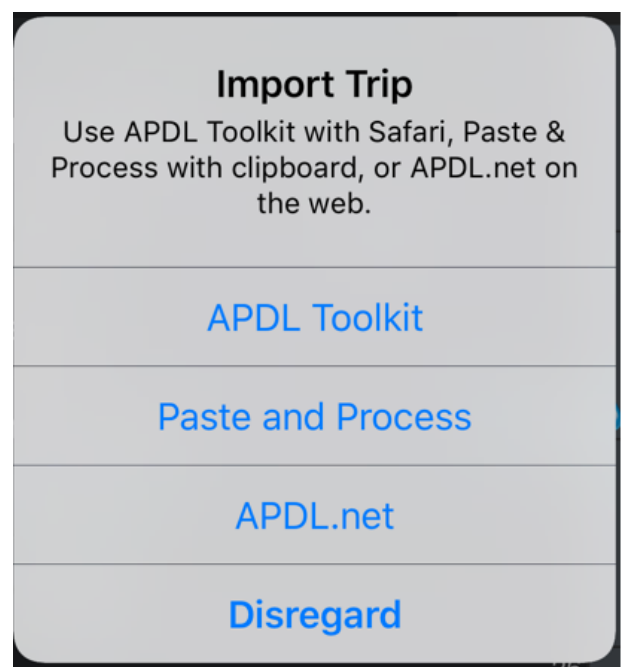 Import Trip
Use APDL Toolkit with Safari, Paste &
Process with clipboard, or APDL.net on
the web.
APDL Toolkit
Paste and Process
APDL.net
Disregard